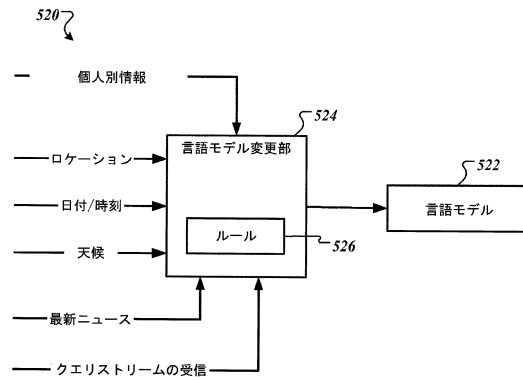 520
個人別情報
524
言語モデル変更部
ロケーション
522
日付/時刻
言語モデル
ルール
天候
526
最新ニュース
クエリストリームの受信